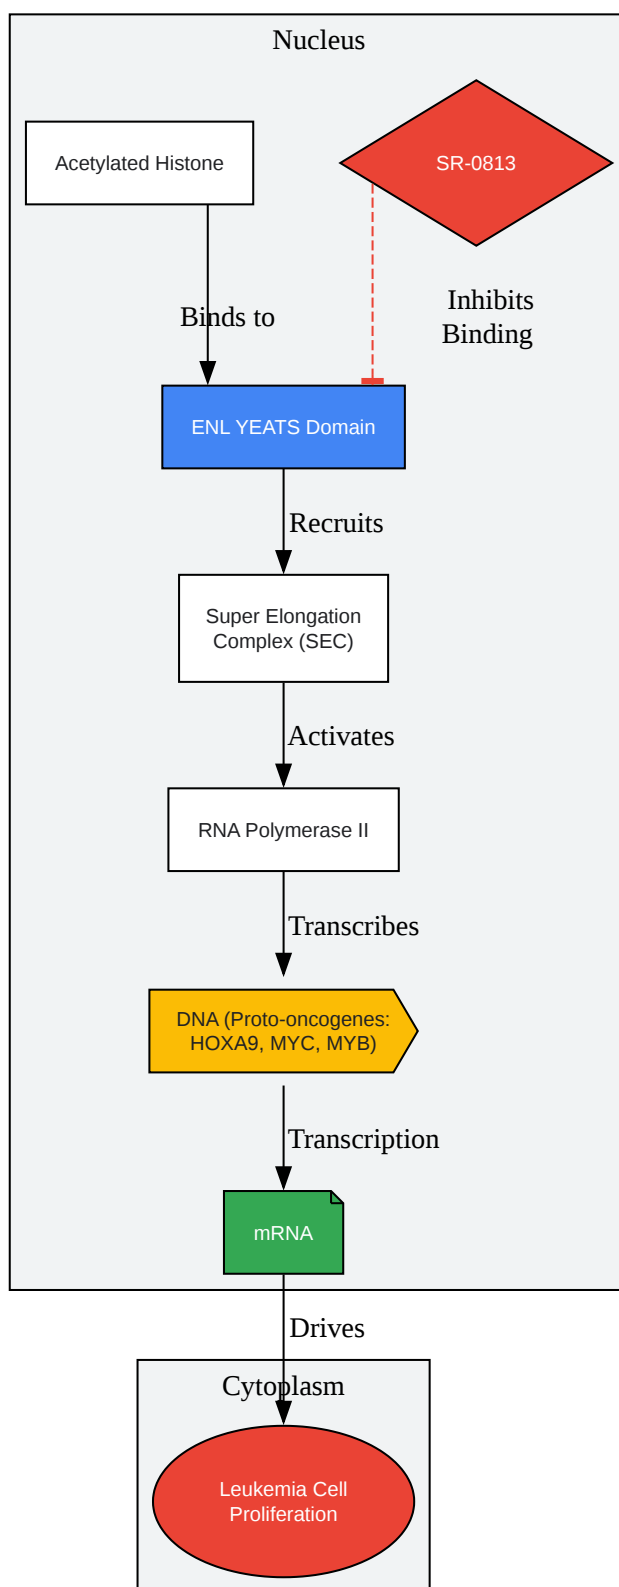 Nucleus
Acetylated Histone
SR-0813
Binds to
Inhibits
Binding
ENL YEATS Domain
Recruits
Super Elongation
Complex (SEC)
Activates
RNA Polymerase II
Transcribes
DNA (Proto-oncogenes:
HOXA9, MYC, MYB)
Transcription
mRNA
Drives
Cytoplasm
Leukemia Cell
Proliferation